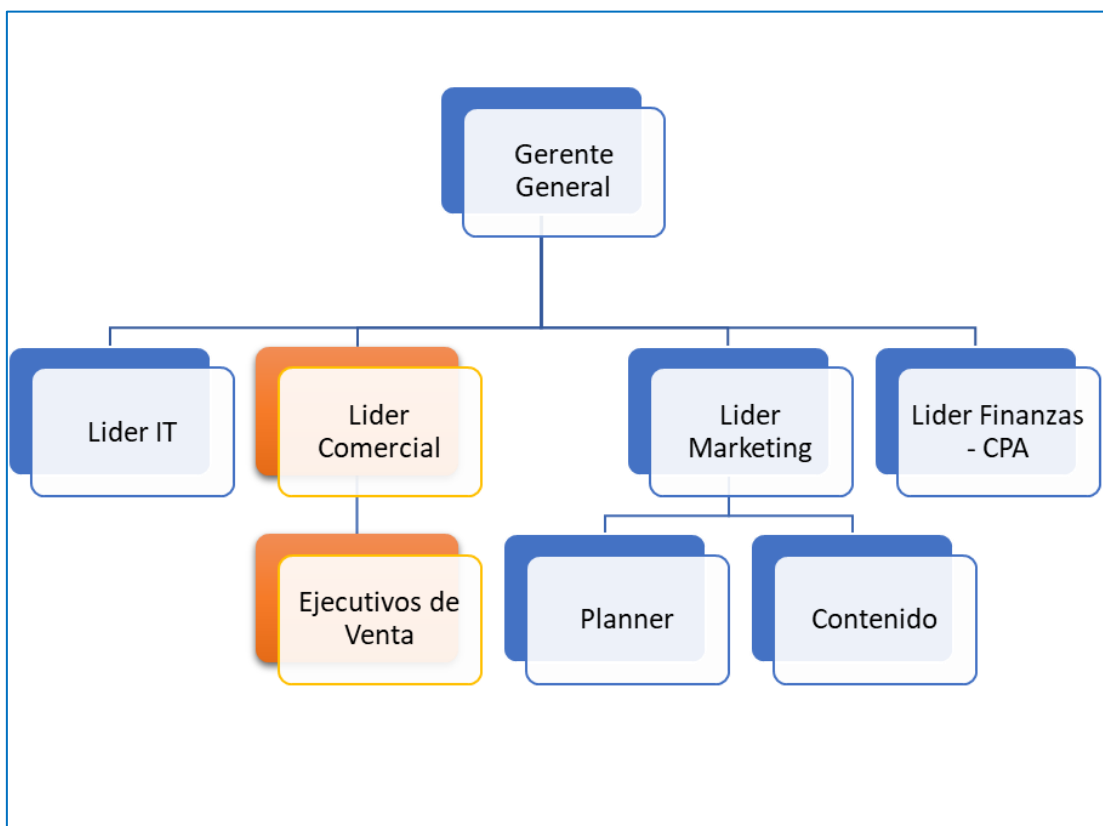 Gerente
General
Lider IT
Lider
Comercial
Lider
Marketing
Lider Finanzas
- CPA
Ejecutivos de
Venta
Planner
Contenido